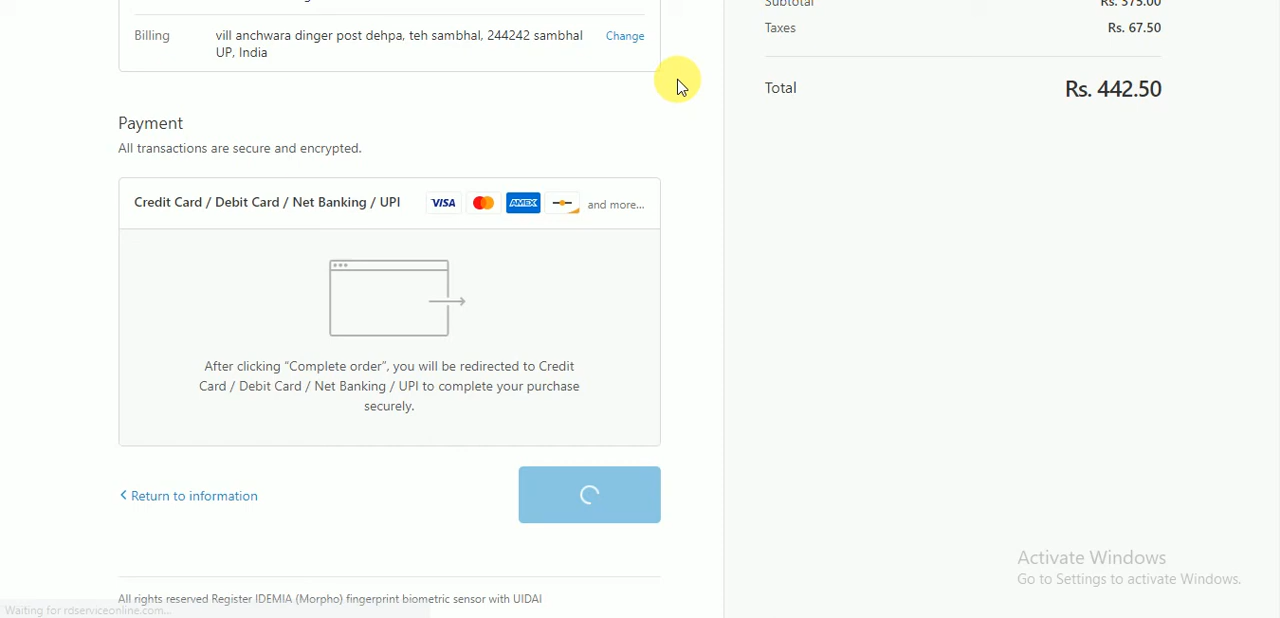 Subtotal Rs. 375.00
Billing vill anchwara dinger post dehpa, teh sambhal, 244242 sambhal Change
UP, India
Taxes Rs. 67.50
Total Rs. 442.50
Payment
All transactions are secure and encrypted.
Credit Card / Debit Card / Net Banking / UPI VISA AMEX and more...
After clicking “Complete order”, you will be redirected to Credit
Card / Debit Card / Net Banking / UPI to complete your purchase
securely.
Return to information
Activate Windows
Go to Settings to activate Windows.
All rights reserved Register IDEMIA (Morpho) fingerprint biometric sensor with UIDAI
Waiting for rdserviceonline.com...